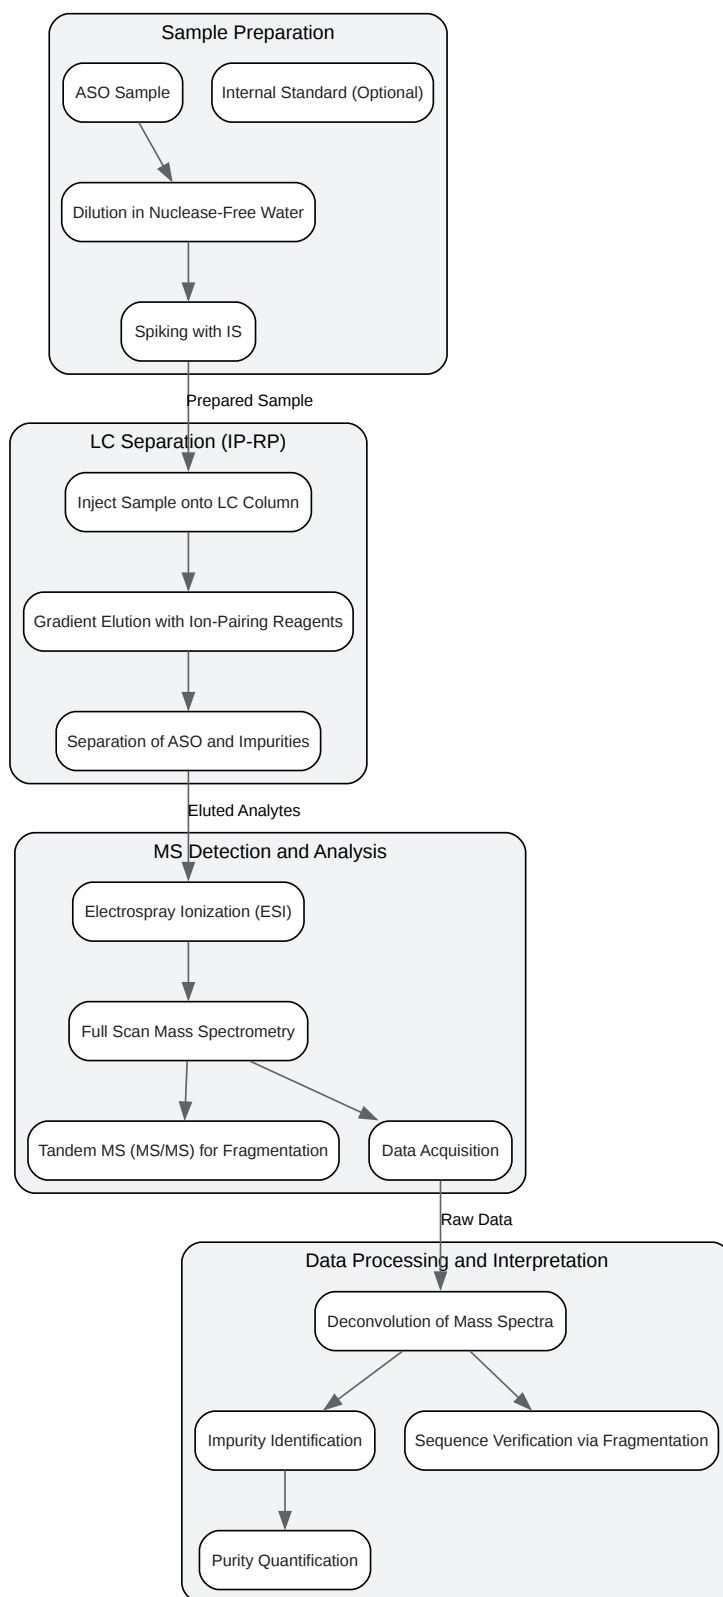 Sample Preparation
ASO Sample
Internal Standard (Optional)
Dilution in Nuclease-Free Water
Spiking with IS
Prepared Sample
LC Separation (IP-RP)
Inject Sample onto LC Column
Gradient Elution with Ion-Pairing Reagents
Separation of ASO and Impurities
Eluted Analytes
MS Detection and Analysis
Electrospray Ionization (ESI)
Full Scan Mass Spectrometry
Tandem MS (MS/MS) for Fragmentation
Data Acquisition
Raw Data
Data Processing and Interpretation
Deconvolution of Mass Spectra
Impurity Identification
Sequence Verification via Fragmentation
Purity Quantification